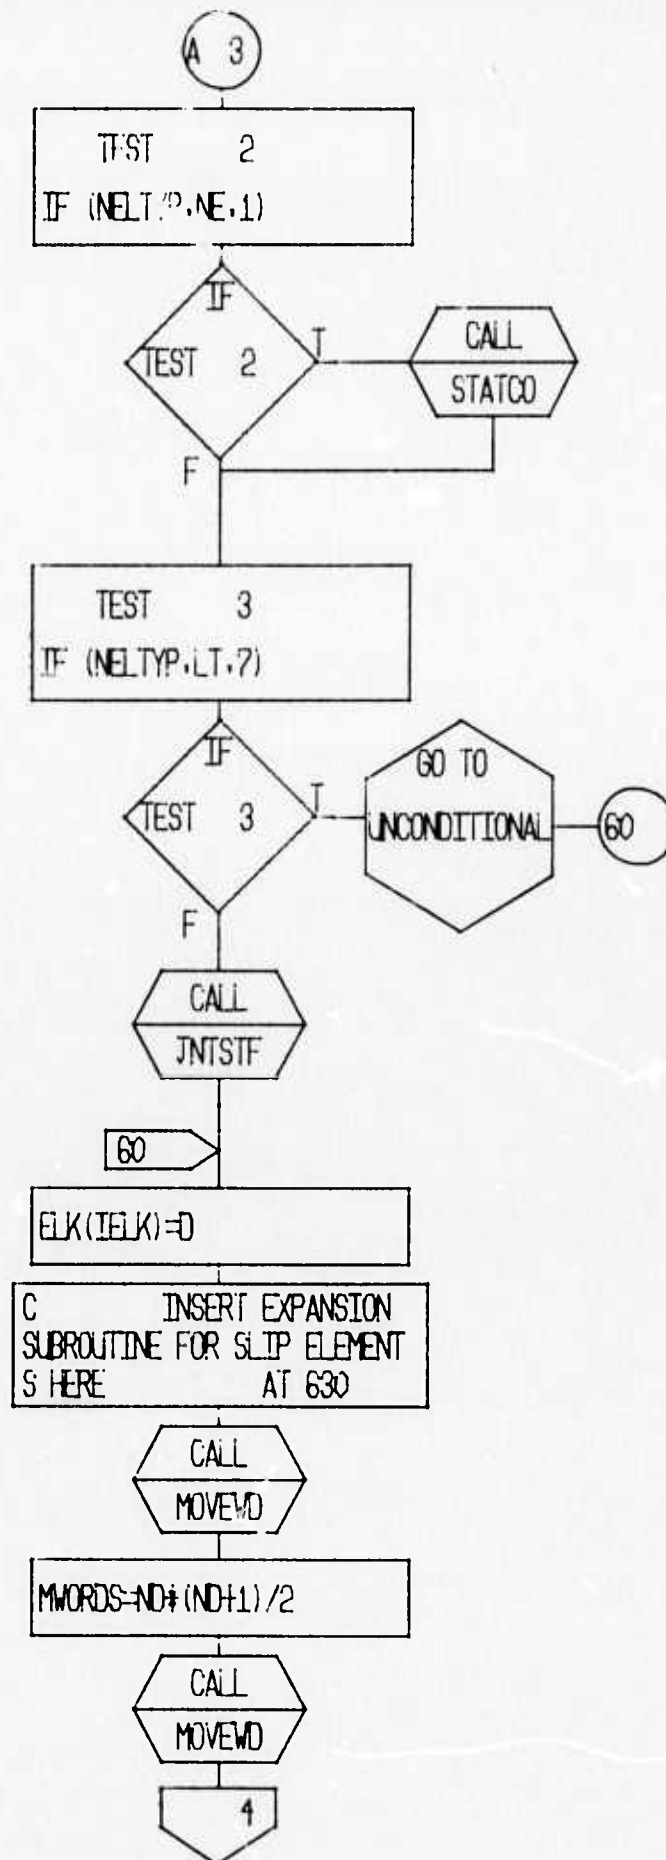 A 3
TEST 2
IF (NELTYP.NE.1)
IF
TEST 2
T
CALL
STATCO
F
TEST 3
IF (NELTYP.LT.7)
IF
TEST 3
T
GO TO
UNCONDITIONAL
60
F
CALL
JNTSTF
60
ELK(IELK)=D
C INSERT EXPANSION
SUBROUTINE FOR SLIP ELEMENT
S HERE AT 630
CALL
MOVEWD
MWORDS=ND*(ND+1)/2
CALL
MOVEWD
4